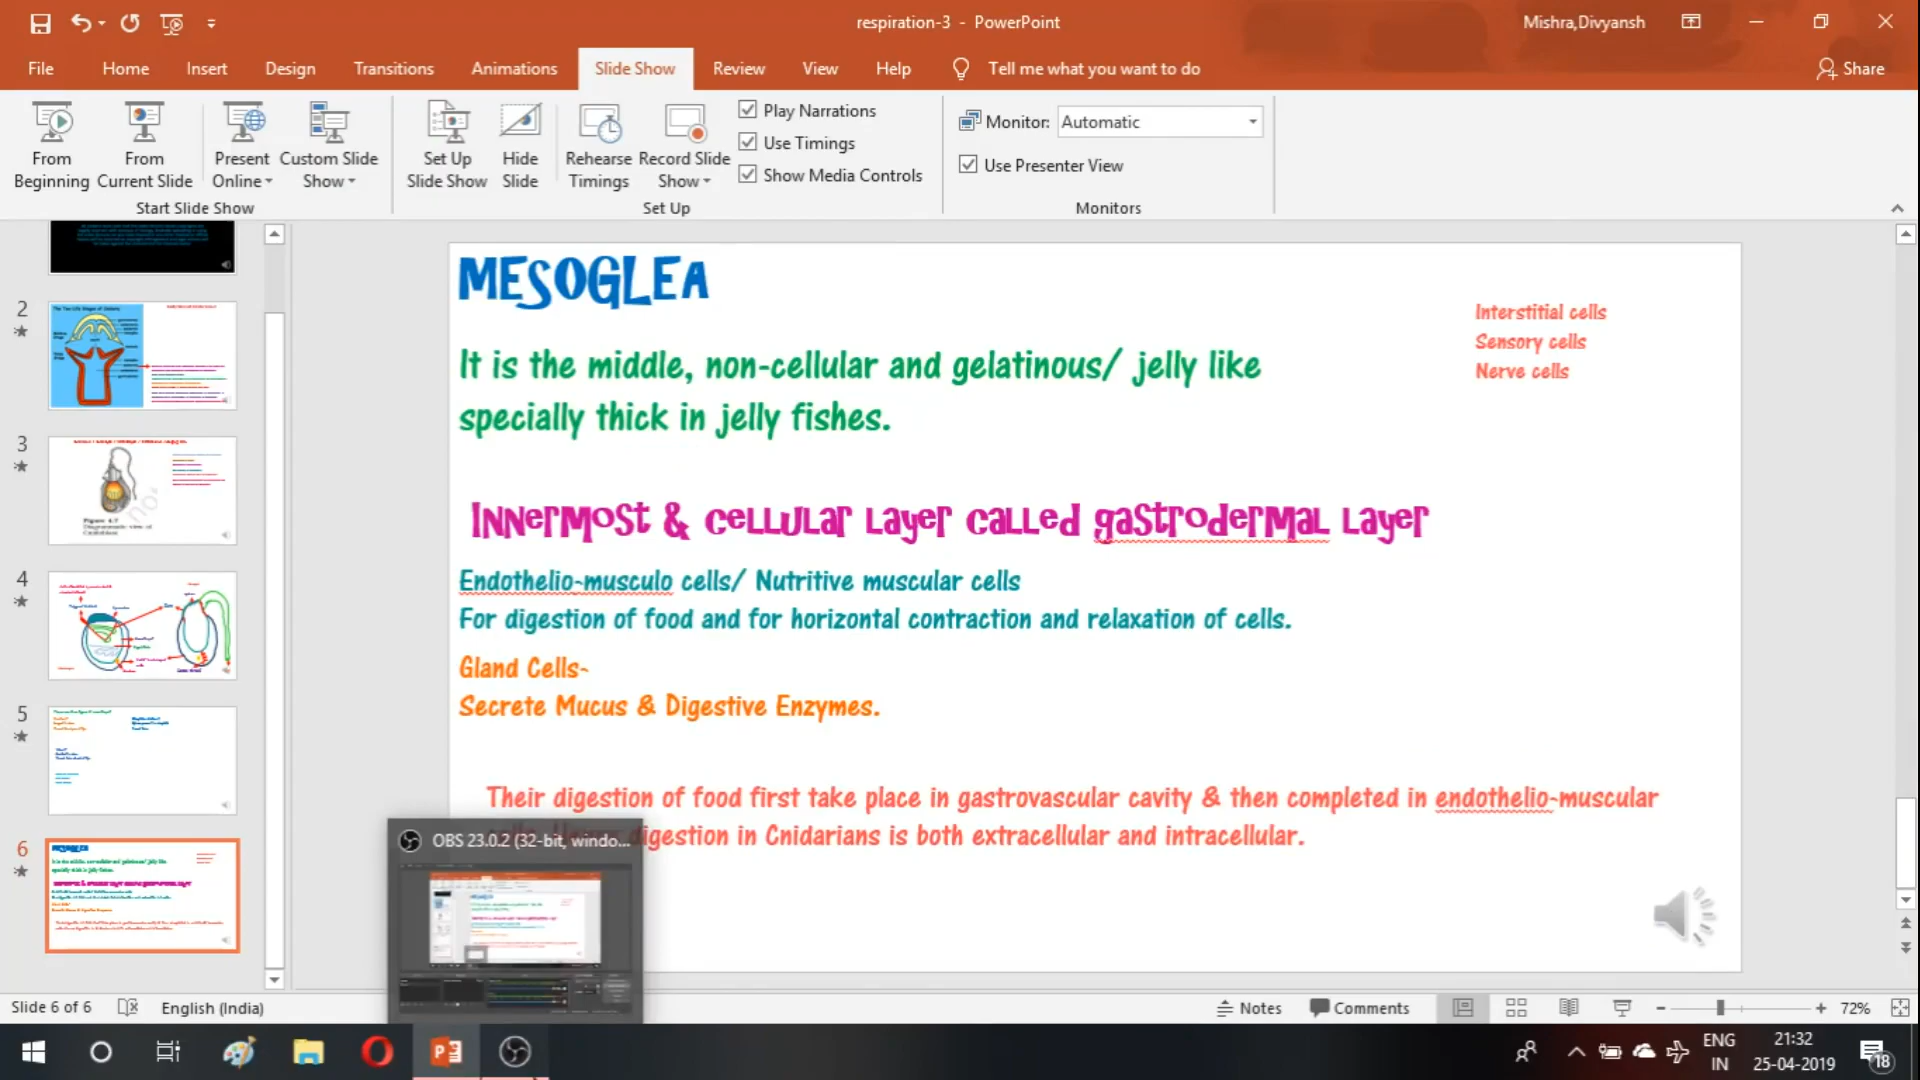 respiration-3 - PowerPoint
Mishra,Divyansh
File
Home
Insert
Design
Transitions
Animations
Slide Show
Review
View
Help
Tell me what you want to do
Share
From Beginning
From Current Slide
Present Online
Custom Slide Show
Start Slide Show
Set Up Slide Show
Hide Slide
Rehearse Timings
Record Slide Show
Play Narrations
Use Timings
Show Media Controls
Set Up
Monitor: Automatic
Use Presenter View
Monitors
2
3
4
5
6
MESOGLEA
Interstitial cells
Sensory cells
Nerve cells
It is the middle, non-cellular and gelatinous/ jelly like
specially thick in jelly fishes.
Innermost & cellular layer called gastrodermal layer
Endothelio-musculo cells/ Nutritive muscular cells
For digestion of food and for horizontal contraction and relaxation of cells.
Gland Cells-
Secrete Mucus & Digestive Enzymes.
Their digestion of food first take place in gastrovascular cavity & then completed in endothelio-muscular
digestion in Cnidarians is both extracellular and intracellular.
OBS 23.0.2 (32-bit, windo...
Slide 6 of 6
English (India)
Notes
Comments
72%
ENG
IN
21:32
25-04-2019
18